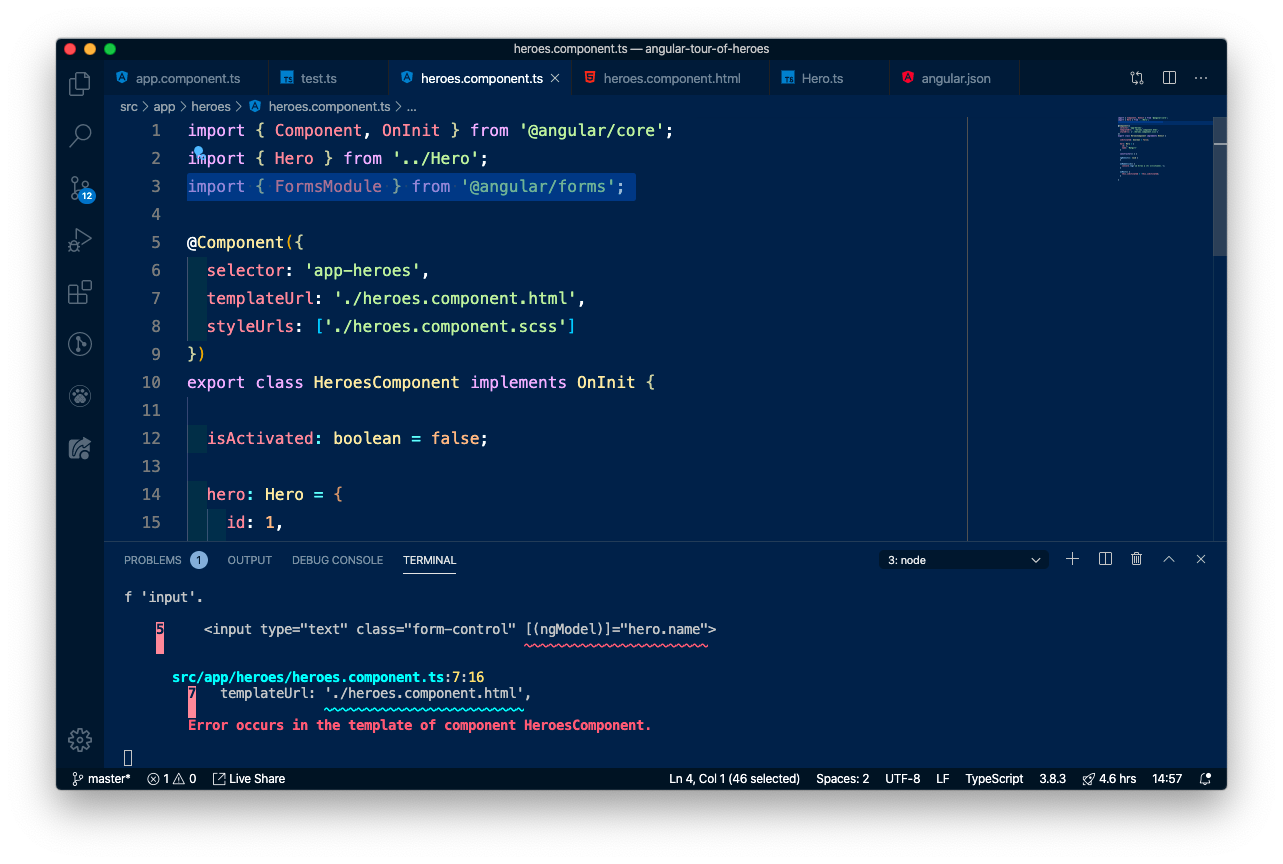 heroes.component.ts — angular-tour-of-heroes
app.component.ts test.ts heroes.component.ts heroes.component.html Hero.ts angular.json
src > app > heroes > heroes.component.ts > ...
1 import { Component, OnInit } from '@angular/core';
2 import { Hero } from '../Hero';
3 import { FormsModule } from '@angular/forms';
4
5 @Component({
6 selector: 'app-heroes',
7 templateUrl: './heroes.component.html',
8 styleUrls: ['./heroes.component.scss']
9 })
10 export class HeroesComponent implements OnInit {
11
12 isActivated: boolean = false;
13
14 hero: Hero = {
15 id: 1,
12
PROBLEMS 1 OUTPUT DEBUG CONSOLE TERMINAL 3: node
f 'input'.
5 <input type="text" class="form-control" [(ngModel)]="hero.name">
src/app/heroes/heroes.component.ts:7:16
7 templateUrl: './heroes.component.html',
Error occurs in the template of component HeroesComponent.
master* 1 0 Live Share Ln 4, Col 1 (46 selected) Spaces: 2 UTF-8 LF TypeScript 3.8.3 4.6 hrs 14:57